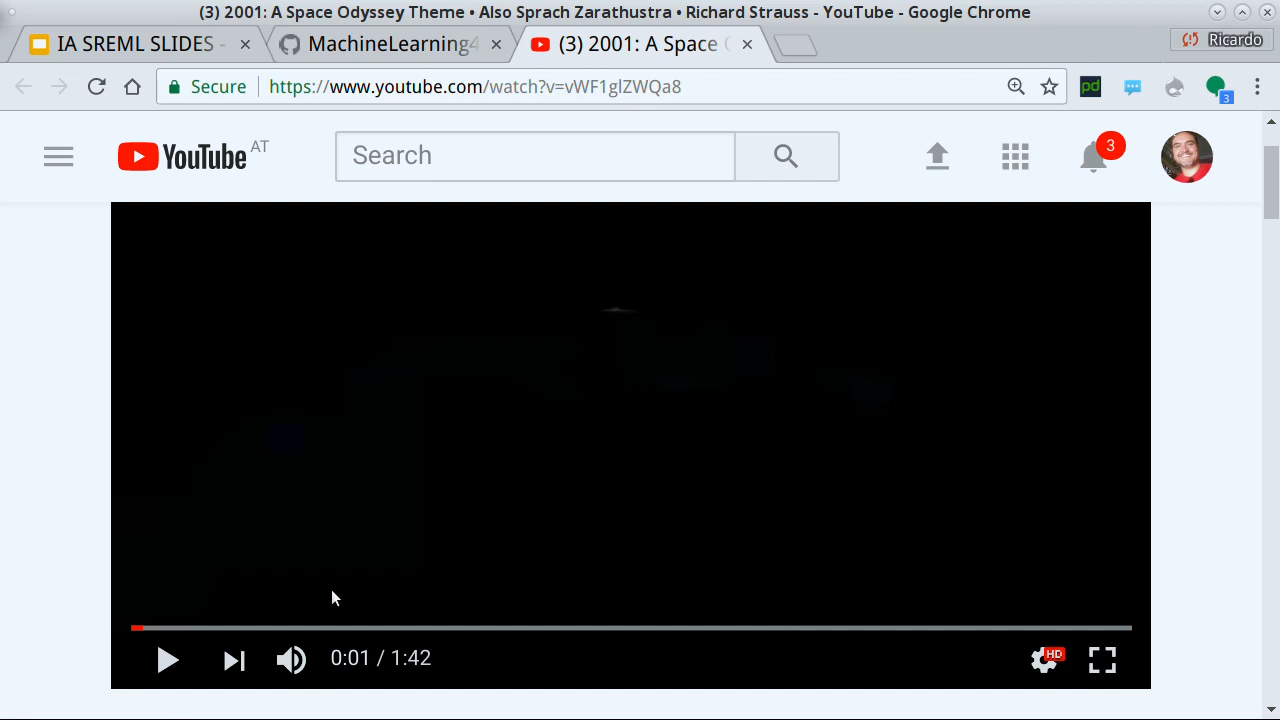 (3) 2001: A Space Odyssey Theme • Also Sprach Zarathustra • Richard Strauss - YouTube - Google Chrome
IA SREML SLIDES -
MachineLearning4
(3) 2001: A Space O
Ricardo
Secure
https://www.youtube.com/watch?v=vWF1glZWQa8
pd
3
YouTube AT
Search
3
0:01 / 1:42
HD